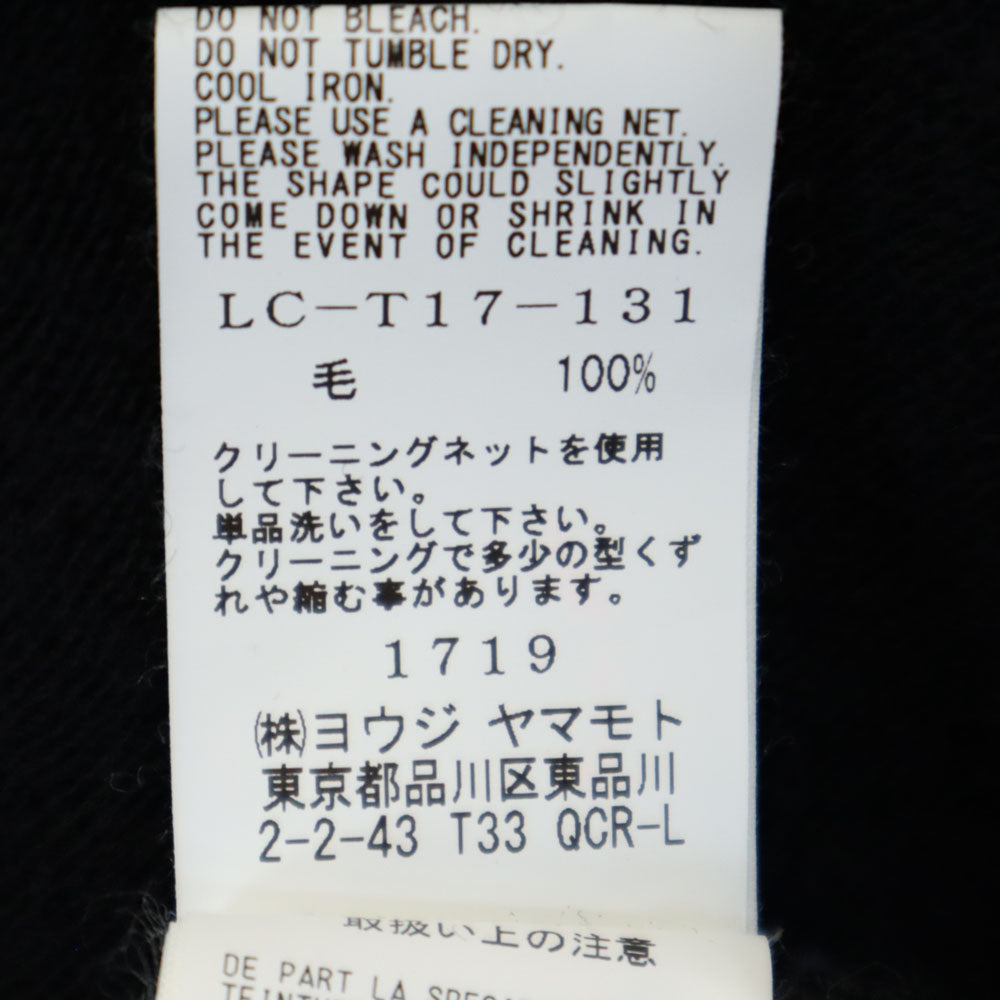 DO NOT BLEACH.
DO NOT TUMBLE DRY.
COOL IRON.
PLEASE USE A CLEANING NET.
PLEASE WASH INDEPENDENTLY.
THE SHAPE COULD SLIGHTLY
COME DOWN OR SHRINK IN
THE EVENT OF CLEANING.
LC-T17-131
毛 100%
クリーニングネットを使用
して下さい。
単品洗いをして下さい。
クリーニングで多少の型くず
れや縮む事があります。
1719
(株)ヨウジ ヤマモト
東京都品川区東品川
2-2-43 T33 QCR-L
取扱い上の注意
DE PART LA